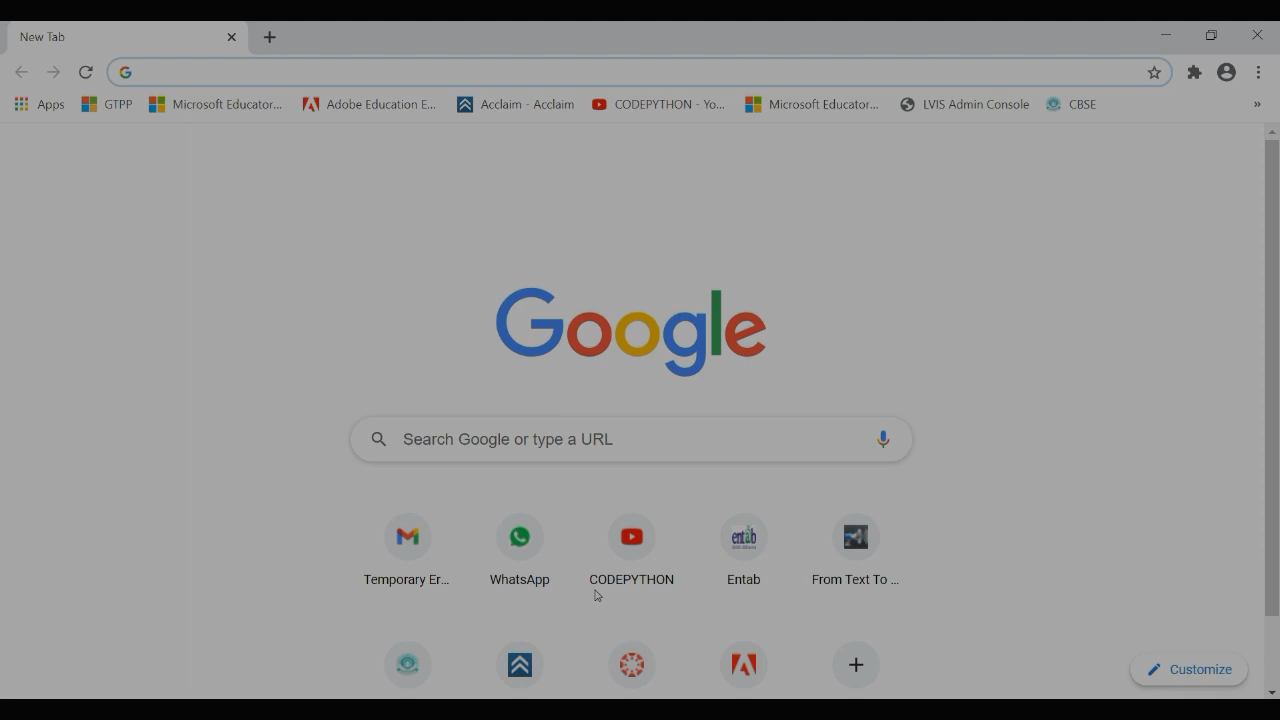 New Tab
Apps GTPP Microsoft Educator... Adobe Education E... Acclaim - Acclaim CODEPYTHON - Yo... Microsoft Educator... LVIS Admin Console CBSE »
Google
Search Google or type a URL
entab
Temporary Er... WhatsApp CODEPYTHON Entab From Text To ...
Customize